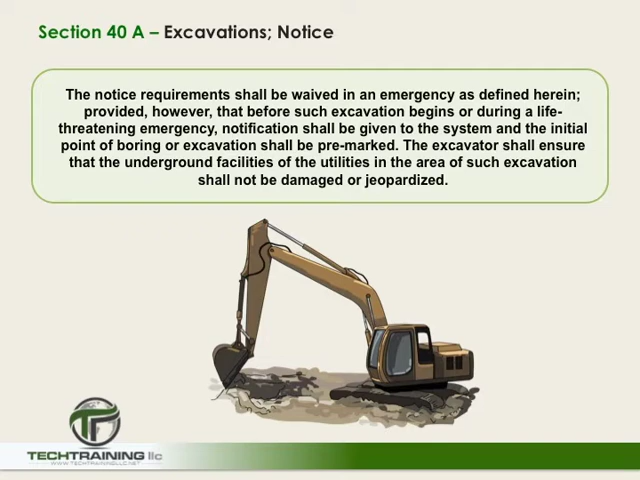 Section 40 A – Excavations; Notice
The notice requirements shall be waived in an emergency as defined herein;
provided, however, that before such excavation begins or during a life-
threatening emergency, notification shall be given to the system and the initial
point of boring or excavation shall be pre-marked. The excavator shall ensure
that the underground facilities of the utilities in the area of such excavation
shall not be damaged or jeopardized.
TECHTRAINING llc
WWW.TECHTRAININGLLC.NET